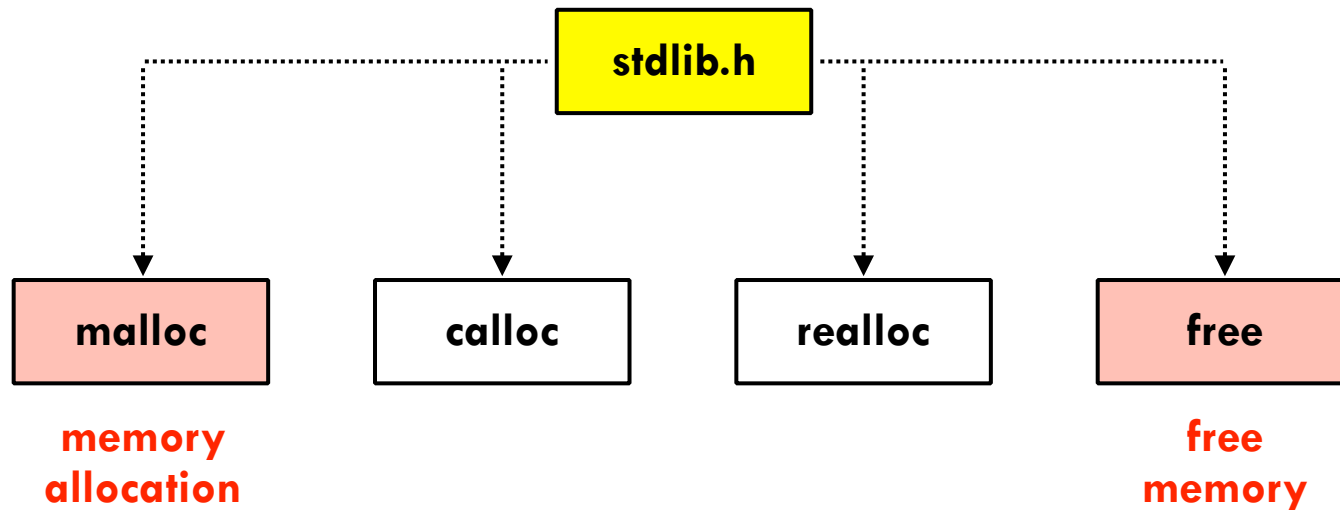 stdlib.h
malloc
calloc
realloc
free
memory
allocation
free
memory